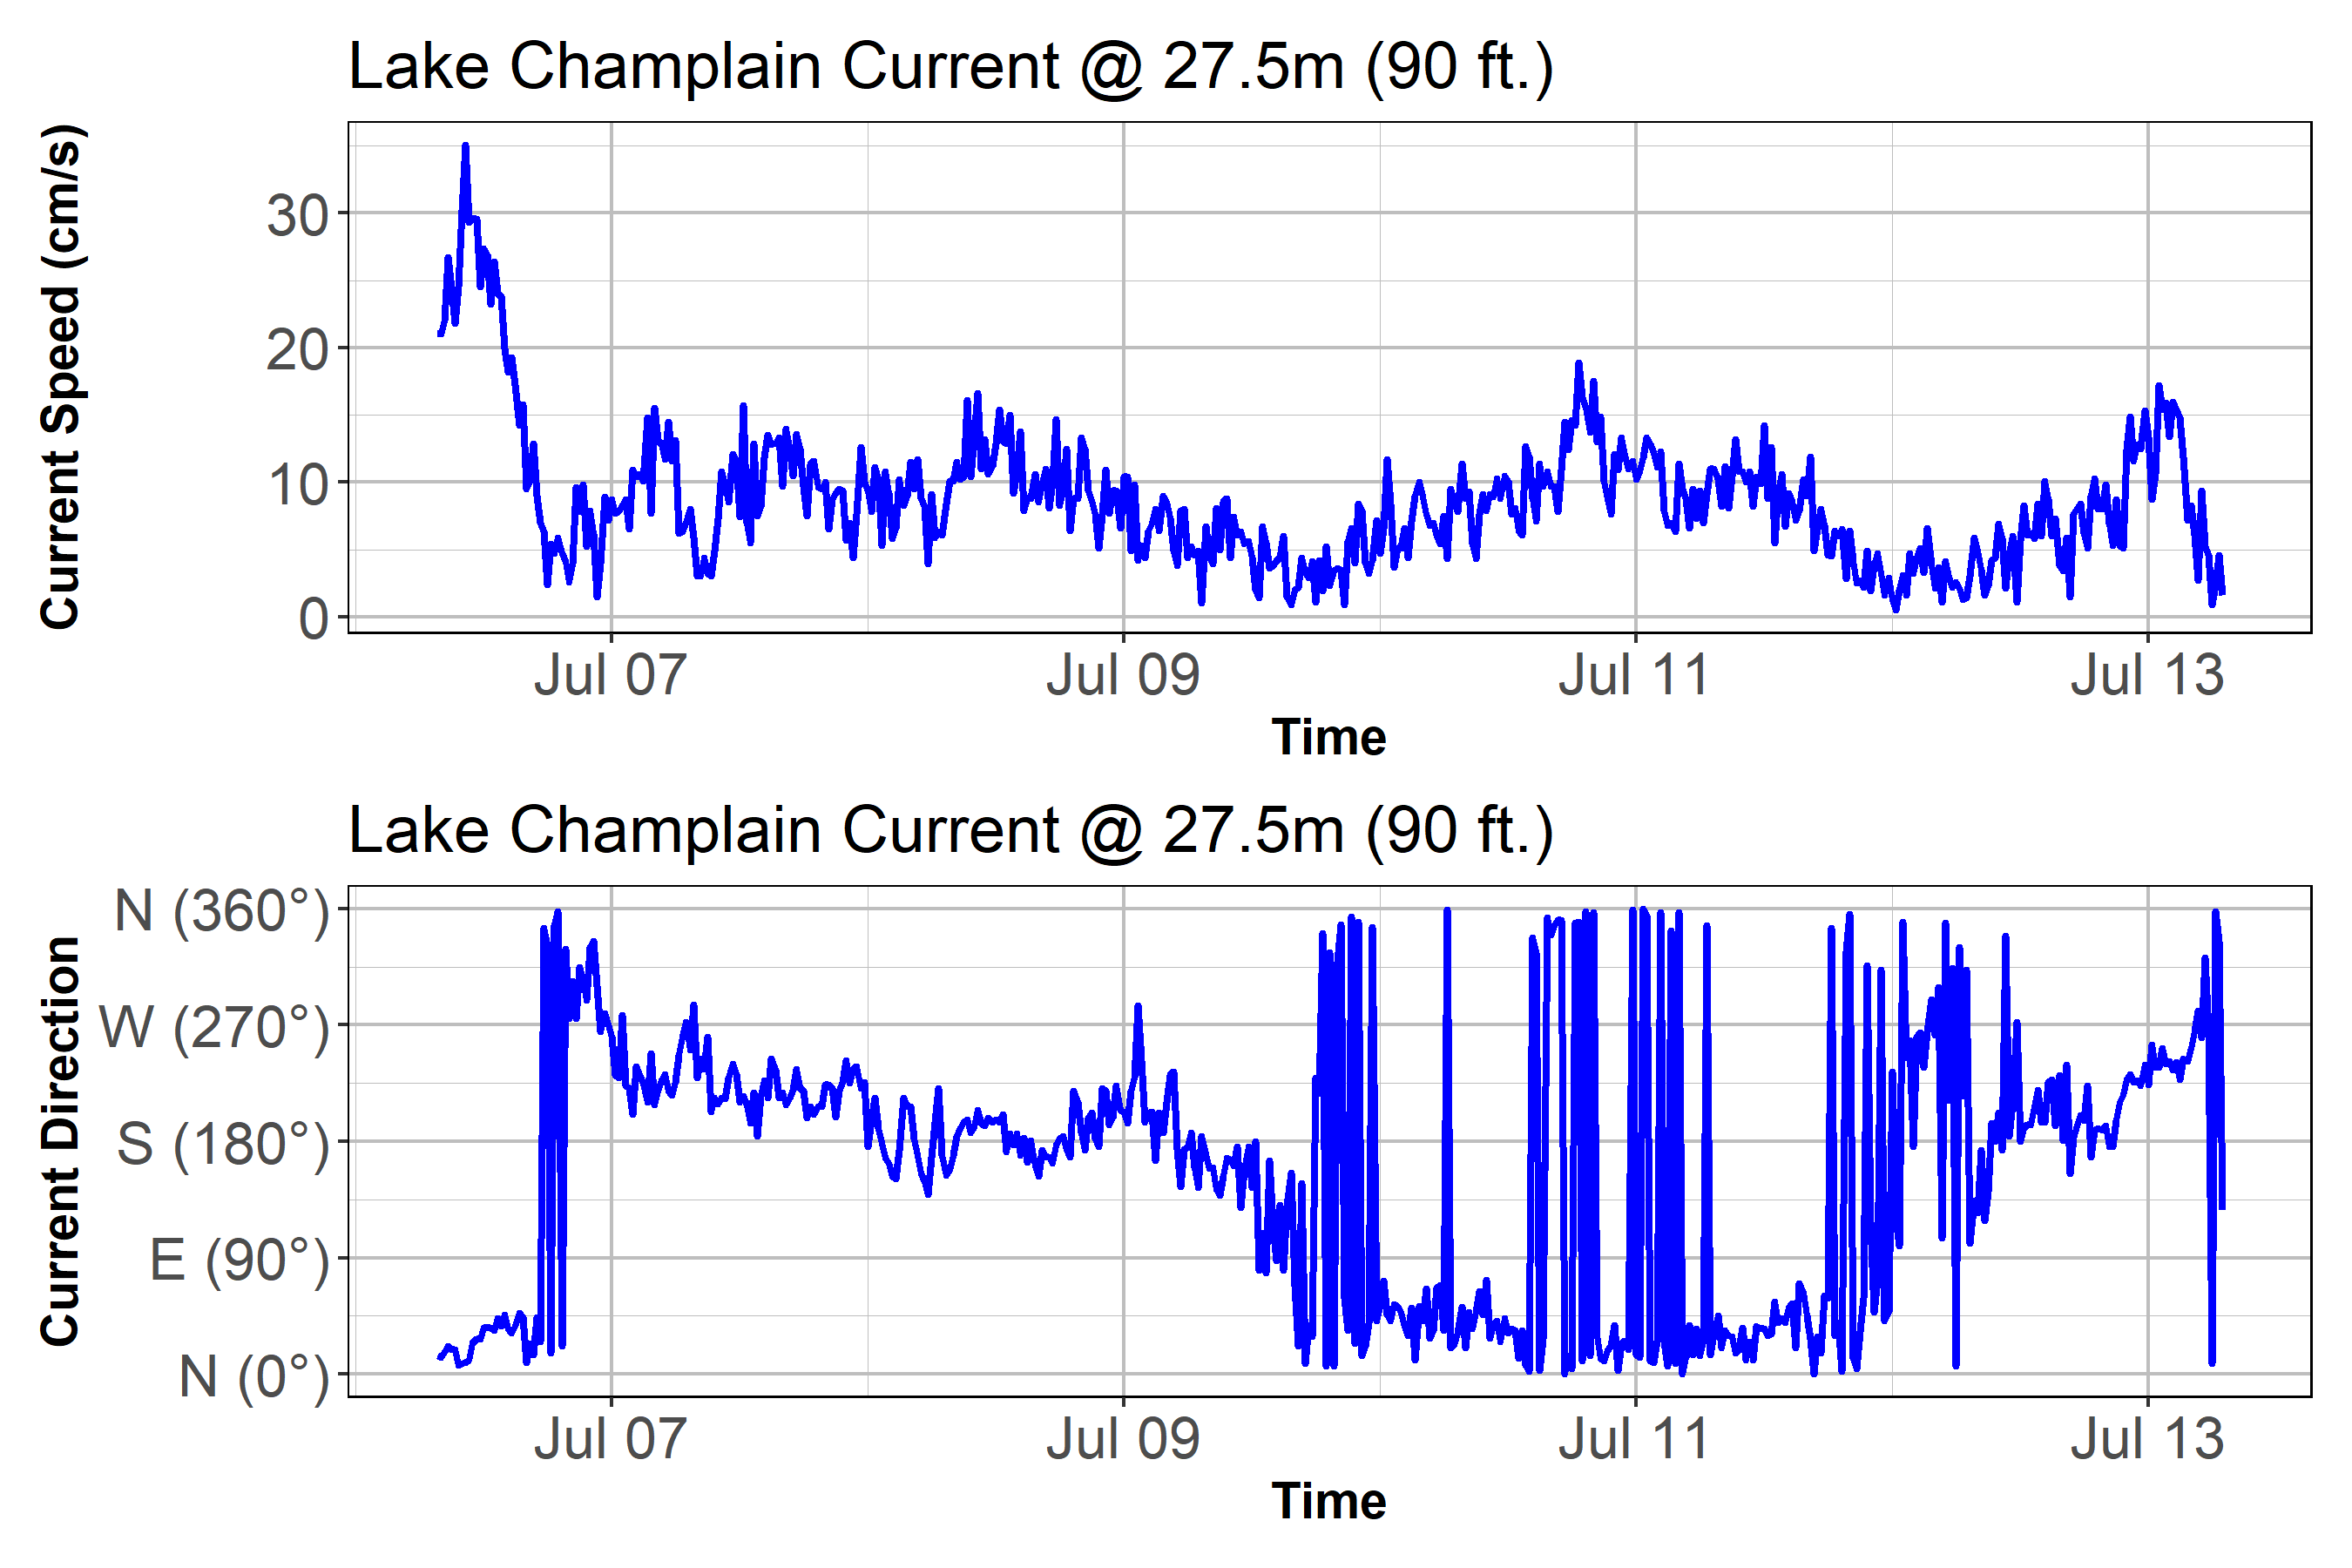 Lake Champlain Current @ 27.5m (90 ft.)
Current Speed (cm/s)
30
20
10
0
Jul 07 Jul 09 Jul 11 Jul 13
Time
Lake Champlain Current @ 27.5m (90 ft.)
Current Direction
N (360°)
W (270°)
S (180°)
E (90°)
N (0°)
Jul 07 Jul 09 Jul 11 Jul 13
Time